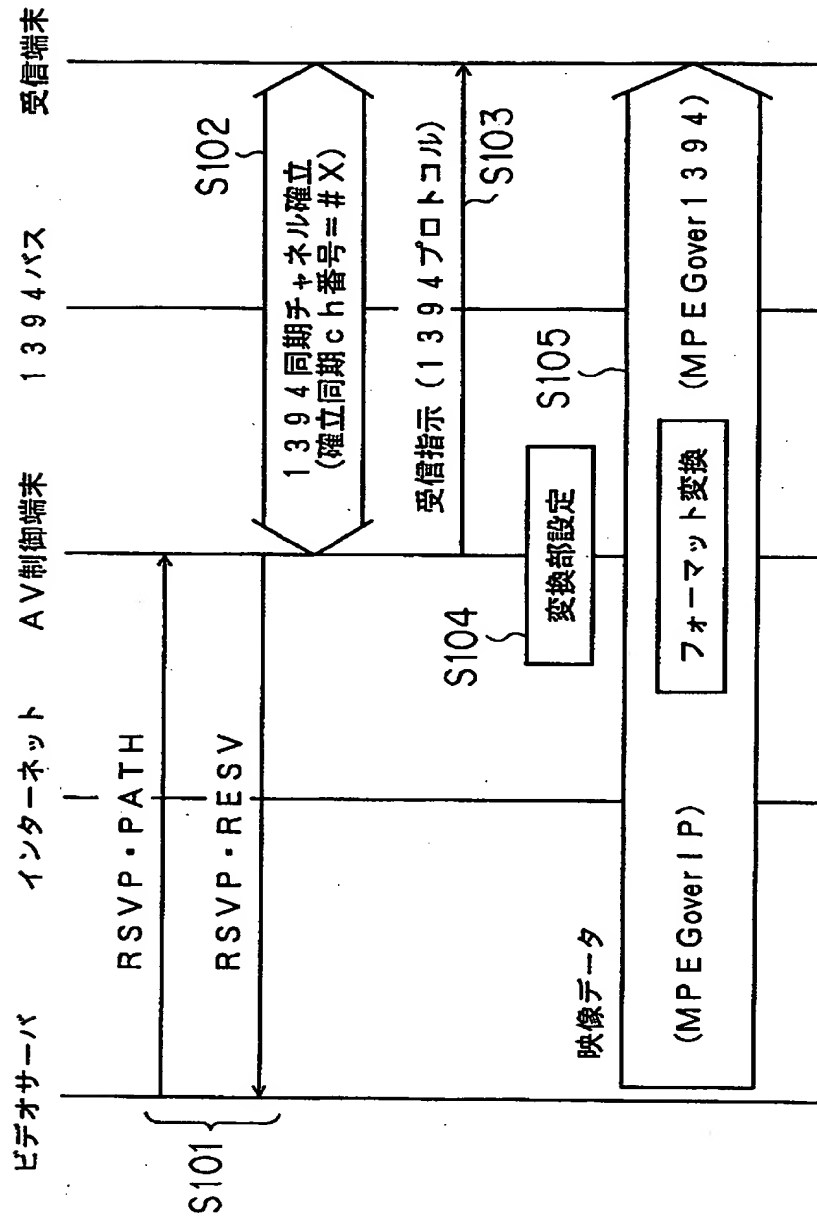 ビデオサーバ
インターネット
AV制御端末
1394バス
受信端末
RSVP・PATH
RSVP・RESV
S101
1394同期チャネル確立
(確立同期ch番号=#X)
S102
受信指示(1394プロトコル)
S103
変換部設定
S104
映像データ
S105
(MPEGoverIP)
フォーマット変換
(MPEGover1394)